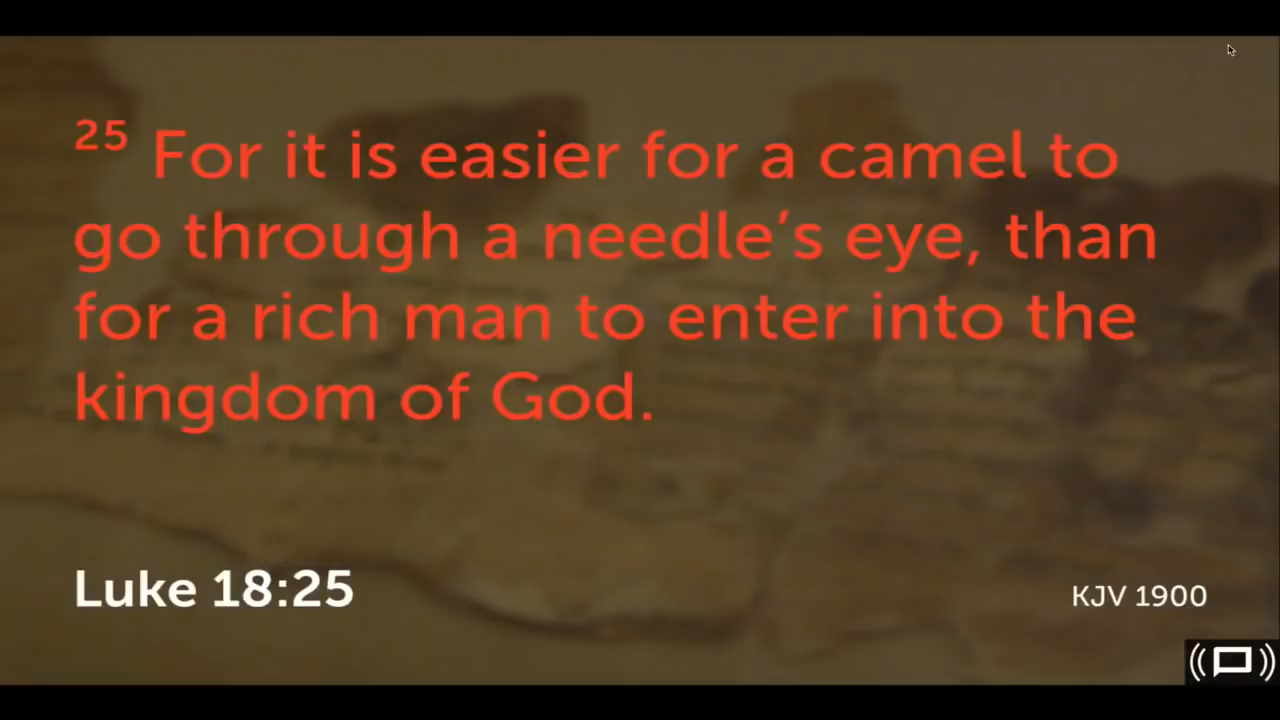 25 For it is easier for a camel to
go through a needle’s eye, than
for a rich man to enter into the
kingdom of God.
Luke 18:25
KJV 1900